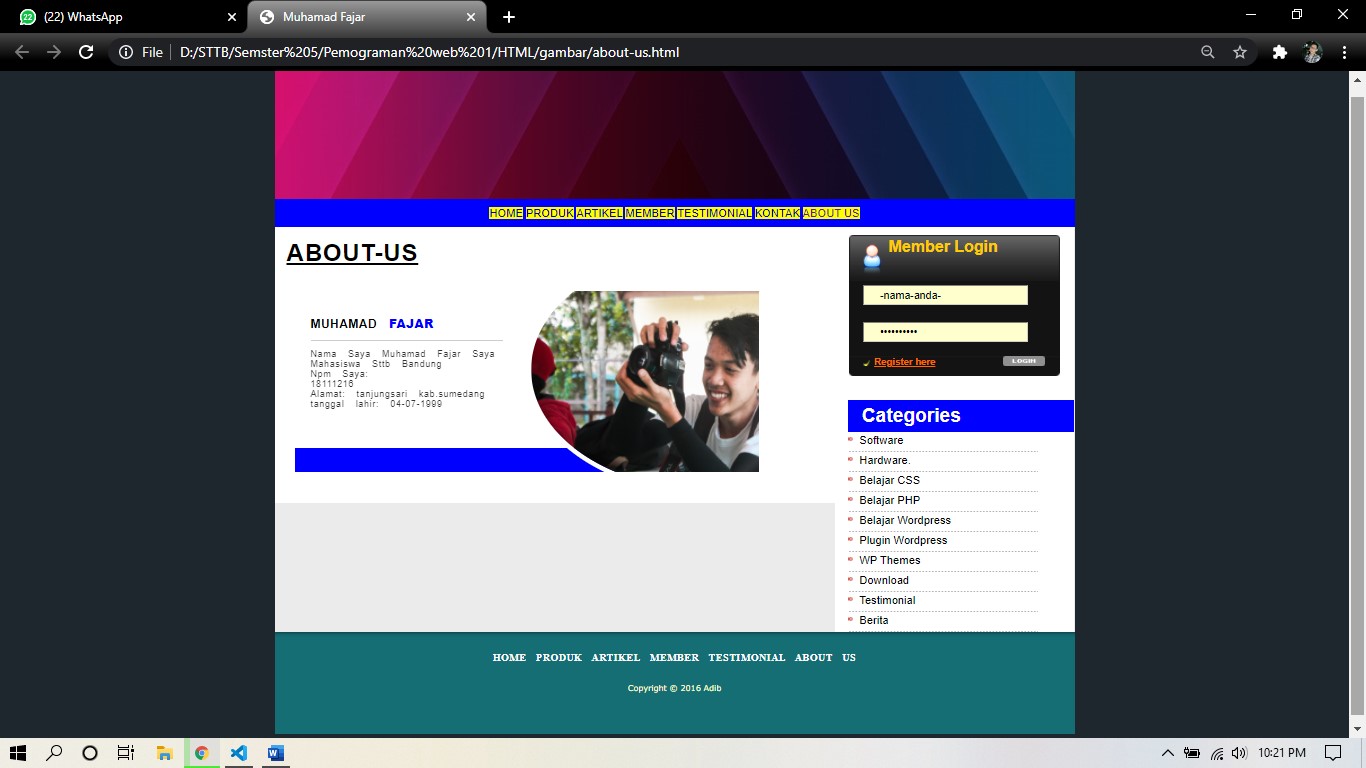 22
(22) WhatsApp
Muhamad Fajar
File
D:/STTB/Semster%205/Pemograman%20web%201/HTML/gambar/about-us.html
HOME PRODUK ARTIKEL MEMBER TESTIMONIAL KONTAK ABOUT US
ABOUT-US
MUHAMAD FAJAR
Nama Saya Muhamad Fajar Saya
Mahasiswa Sttb Bandung
Npm Saya:
18111216
Alamat: tanjungsari kab.sumedang
tanggal lahir: 04-07-1999
Member Login
-nama-anda-
••••••••••
Register here
LOGIN
Categories
Software
Hardware.
Belajar CSS
Belajar PHP
Belajar Wordpress
Plugin Wordpress
WP Themes
Download
Testimonial
Berita
HOME PRODUK ARTIKEL MEMBER TESTIMONIAL ABOUT US
Copyright © 2016 Adib
W
10:21 PM